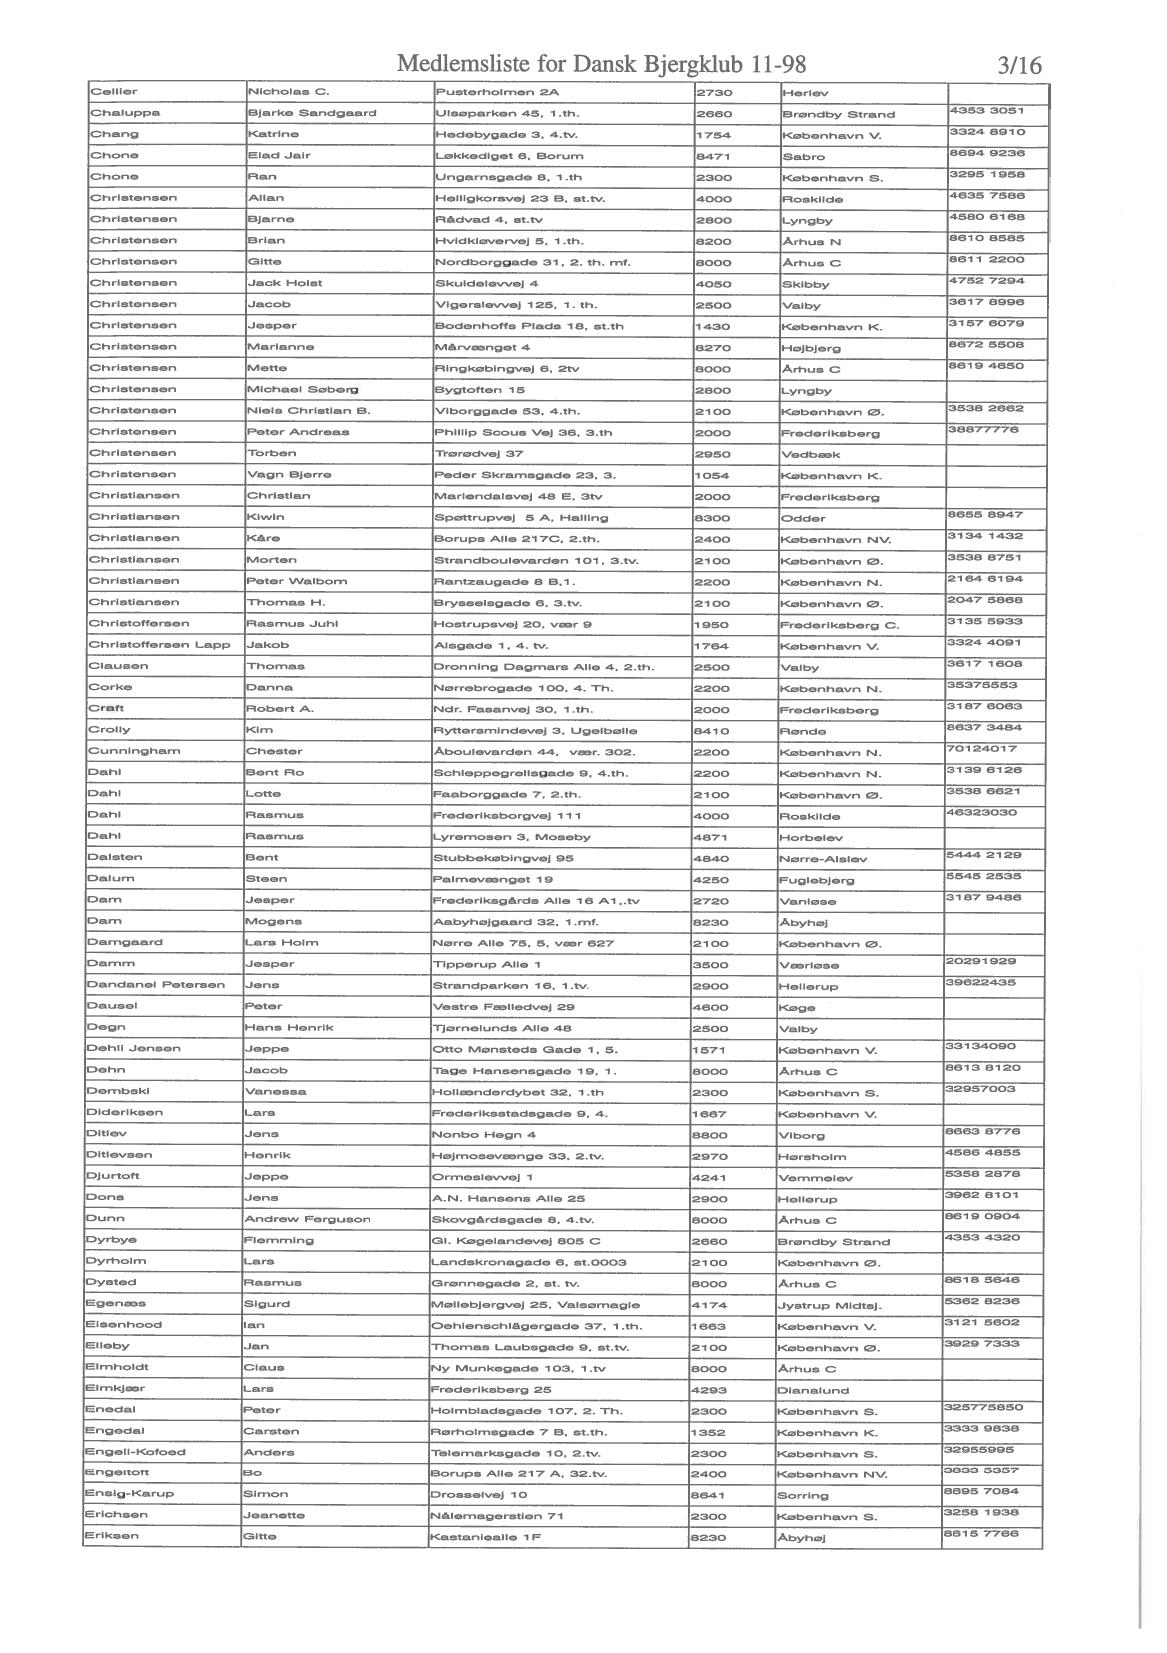 Medlemsliste for Dansk Bjergklub 11-98 3/16
Cellier Nicholas C. Pusterholmen 2A 2730 Herlev
Chaluppa Bjarke Sandgaard Ulsøparken 45, 1.th. 2660 Brøndby Strand 4353 3051
Chang Katrine Hedebygade 3, 4.tv. 1754 København V. 3324 8910
Chone Elad Jair Løkkediget 6, Borum 8471 Sabro 8694 9236
Chone Ran Ungarnsgade 8, 1.th 2300 København S. 3295 1958
Christensen Allan Helligkorsvej 23 B, st.tv. 4000 Roskilde 4635 7586
Christensen Bjarne Rådvad 4, st.tv 2800 Lyngby 4580 6168
Christensen Brian Hvidkløvervej 5, 1.th. 8200 Århus N 8610 8585
Christensen Gitte Nordborggade 31, 2. th. mf. 8000 Århus C 8611 2200
Christensen Jack Holst Skuldelevvej 4 4050 Skibby 4752 7294
Christensen Jacob Vigerslevvej 125, 1. th. 2500 Valby 3617 8996
Christensen Jesper Bodenhoffs Plads 18, st.th 1430 København K. 3157 6079
Christensen Marianne Mårvænget 4 8270 Højbjerg 8672 5508
Christensen Mette Ringkøbingvej 6, 2tv 8000 Århus C 8619 4650
Christensen Michael Søberg Bygtoften 15 2800 Lyngby
Christensen Niels Christian B. Viborggade 53, 4.th. 2100 København Ø. 3538 2662
Christensen Peter Andreas Phillip Scous Vej 36, 3.th 2000 Frederiksberg 38877776
Christensen Torben Trørødvej 37 2950 Vedbæk
Christensen Vagn Bjerre Peder Skramsgade 23, 3. 1054 København K.
Christiansen Christian Mariendalsvej 48 E, 3tv 2000 Frederiksberg
Christiansen Kiwin Spøttrupvej 5 A, Halling 8300 Odder 8655 8947
Christiansen Kåre Borups Alle 217C, 2.th. 2400 København NV. 3134 1432
Christiansen Morten Strandboulevarden 101, 3.tv. 2100 København Ø. 3538 8751
Christiansen Peter Walbom Rantzaugade 8 B,1. 2200 København N. 2164 6194
Christiansen Thomas H. Brysselsgade 6, 3.tv. 2100 København Ø. 2047 5868
Christoffersen Rasmus Juhl Hostrupsvej 20, vær 9 1950 Frederiksberg C. 3135 5933
Christoffersen Lapp Jakob Alsgade 1, 4. tv. 1764 København V. 3324 4091
Clausen Thomas Dronning Dagmars Alle 4, 2.th. 2500 Valby 3617 1608
Corke Danna Nørrebrogade 100, 4. Th. 2200 København N. 35375553
Craft Robert A. Ndr. Fasanvej 30, 1.th. 2000 Frederiksberg 3187 6063
Crolly Kim Ryttersmindevej 3, Ugelbølle 8410 Rønde 8637 3484
Cunningham Chester Åboulevarden 44, vær. 302. 2200 København N. 70124017
Dahl Bent Ro Schleppegrellsgade 9, 4.th. 2200 København N. 3139 6126
Dahl Lotte Faaborggade 7, 2.th. 2100 København Ø. 3538 6621
Dahl Rasmus Frederiksborgvej 111 4000 Roskilde 46323030
Dahl Rasmus Lyremosen 3, Moseby 4871 Horbelev
Dalsten Bent Stubbekøbingvej 95 4840 Nørre-Alslev 5444 2129
Dalum Steen Palmevænget 19 4250 Fuglebjerg 5545 2535
Dam Jesper Frederiksgårds Alle 16 A1,.tv 2720 Vanløse 3187 9486
Dam Mogens Aabyhøjgaard 32, 1.mf. 8230 Åbyhøj
Damgaard Lars Holm Nørre Alle 75, 5, vær 627 2100 København Ø.
Damm Jesper Tipperup Alle 1 3500 Værløse 20291929
Dandanel Petersen Jens Strandparken 16, 1.tv. 2900 Hellerup 39622435
Dausel Peter Vestre Fælledvej 29 4600 Køge
Degn Hans Henrik Tjørnelunds Alle 48 2500 Valby
Dehli Jensen Jeppe Otto Mønsteds Gade 1, 5. 1571 København V. 33134090
Dehn Jacob Tage Hansensgade 19, 1. 8000 Århus C 8613 8120
Dembski Vanessa Hollænderdybet 32, 1.th 2300 København S. 32957003
Dideriksen Lars Frederiksstadsgade 9, 4. 1667 København V.
Ditlev Jens Nonbo Hegn 4 8800 Viborg 8663 8776
Ditlevsen Henrik Højmosevænge 33, 2.tv. 2970 Hørsholm 4586 4855
Djurtoft Jeppe Ormeslevvej 1 4241 Vemmelev 5358 2878
Dons Jens A.N. Hansens Alle 25 2900 Hellerup 3962 8101
Dunn Andrew Ferguson Skovgårdsgade 8, 4.tv. 8000 Århus C 8619 0904
Dyrbye Flemming Gl. Køgelandevej 805 C 2660 Brøndby Strand 4353 4320
Dyrholm Lars Landskronagade 6, st.0003 2100 København Ø.
Dysted Rasmus Grønnegade 2, st. tv. 8000 Århus C 8618 5646
Egenæs Sigurd Møllebjergvej 25, Valsømagle 4174 Jystrup Midtsj. 5362 8236
Eisenhood Ian Oehlenschlägergade 37, 1.th. 1663 København V. 3121 5602
Elleby Jan Thomas Laubsgade 9, st.tv. 2100 København Ø. 3929 7333
Elmholdt Claus Ny Munkegade 103, 1.tv 8000 Århus C
Elmkjær Lars Frederiksberg 25 4293 Dianalund
Enedal Peter Holmbladsgade 107, 2. Th. 2300 København S. 325775850
Engedal Carsten Rørholmsgade 7 B, st.th. 1352 København K. 3333 9838
Engell-Kofoed Anders Telemarksgade 10, 2.tv. 2300 København S. 32955995
Engeltoft Bo Borups Alle 217 A, 32.tv. 2400 København NV. 3833 5357
Ensig-Karup Simon Drosselvej 10 8641 Sorring 8695 7084
Erichsen Jeanette Nålemagerstien 71 2300 København S. 3258 1938
Eriksen Gitte Kastaniealle 1F 8230 Åbyhøj 8615 7766